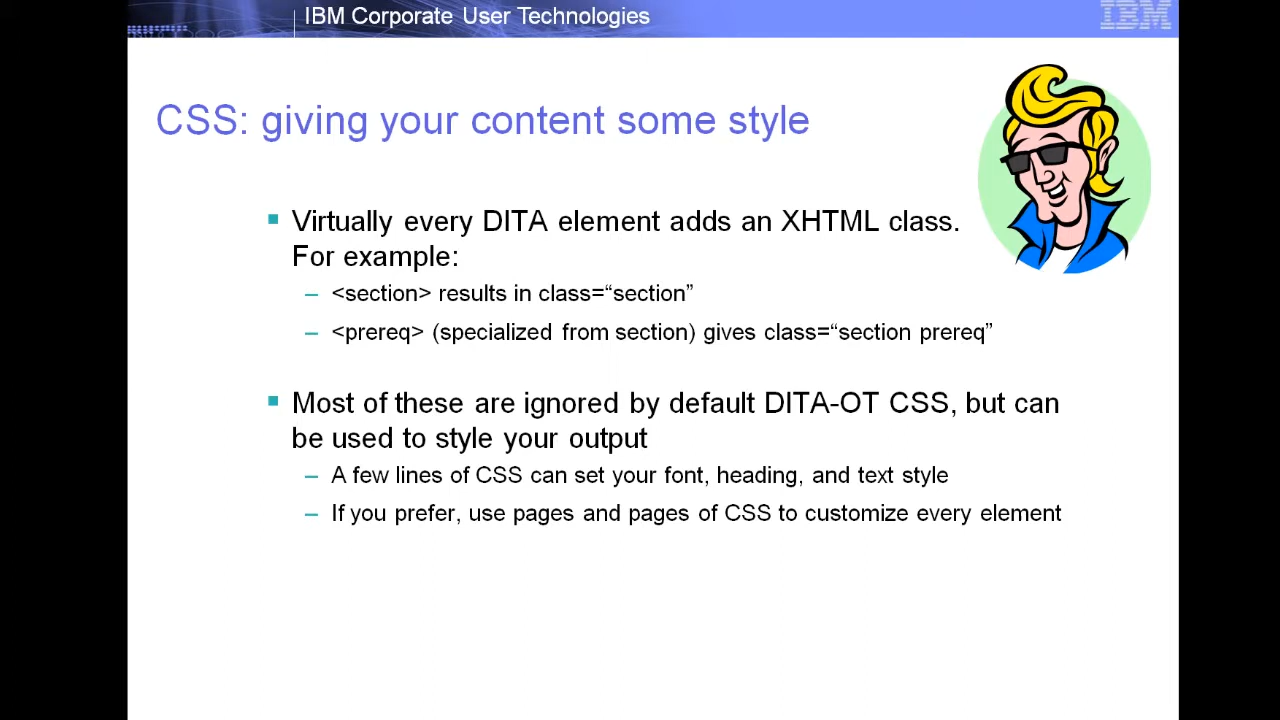 IBM Corporate User Technologies
IBM
CSS: giving your content some style
Virtually every DITA element adds an XHTML class.
For example:
– <section> results in class=“section”
– <prereq> (specialized from section) gives class=“section prereq”
Most of these are ignored by default DITA-OT CSS, but can
be used to style your output
– A few lines of CSS can set your font, heading, and text style
– If you prefer, use pages and pages of CSS to customize every element